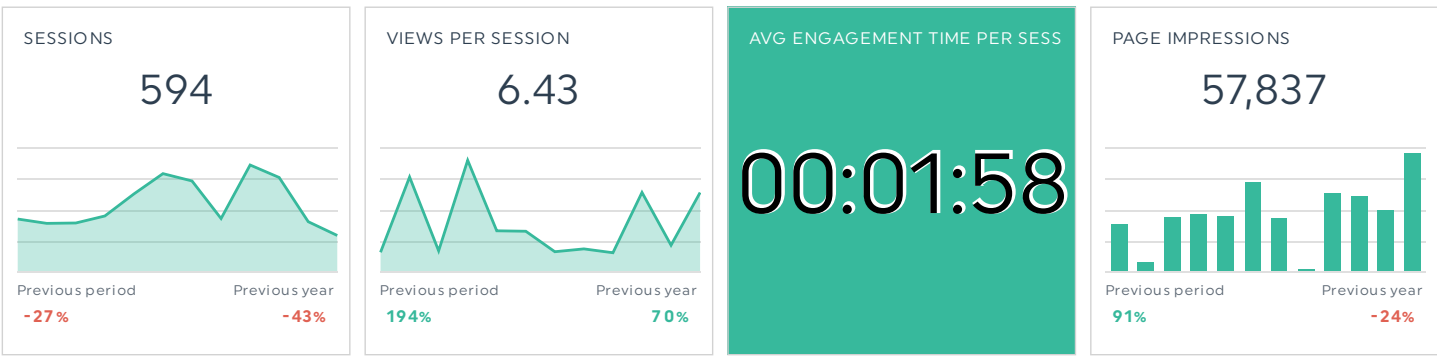 SESSIONS
594
Previous period
Previous year
-27%
-43%
VIEWS PER SESSION
6.43
Previous period
Previous year
194%
70%
AVG ENGAGEMENT TIME PER SESS
00:01:58
PAGE IMPRESSIONS
57,837
Previous period
Previous year
91%
-24%